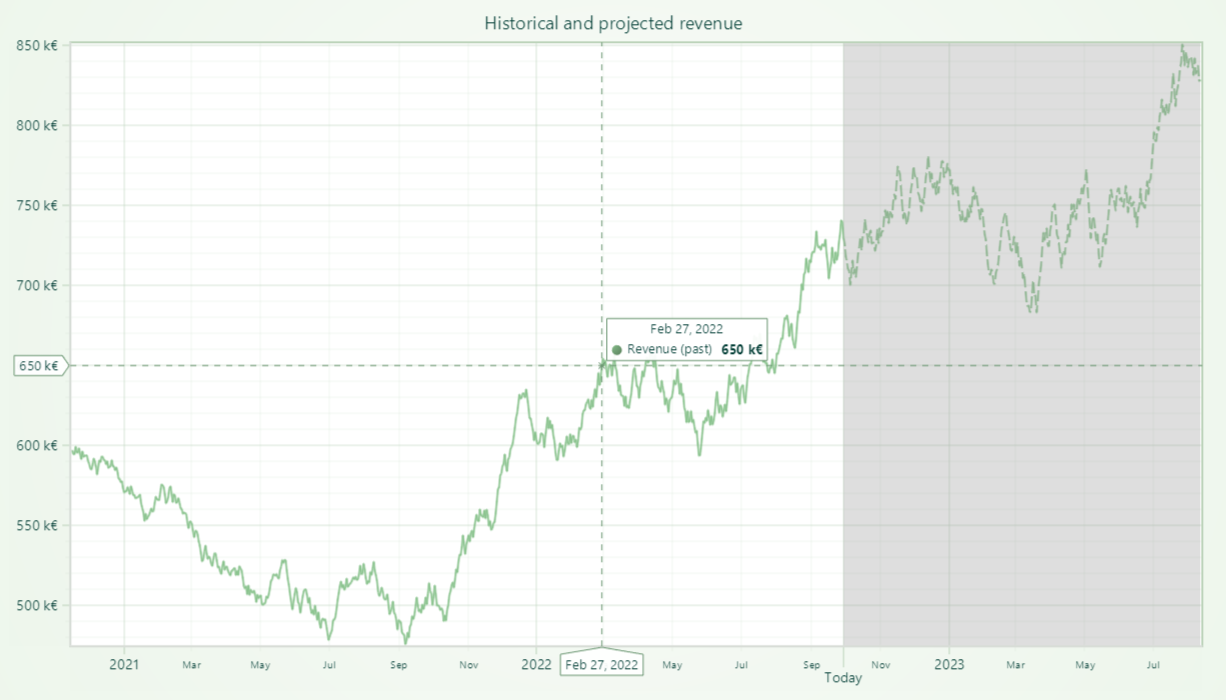 Historical and projected revenue
850 k€
800 k€
750 k€
700 k€
650 k€
600 k€
550 k€
500 k€
Feb 27, 2022
Revenue (past) 650 k€
2021 Mar May Jul Sep Nov 2022 Feb 27, 2022 May Jul Sep Nov 2023 Mar May Jul
Today